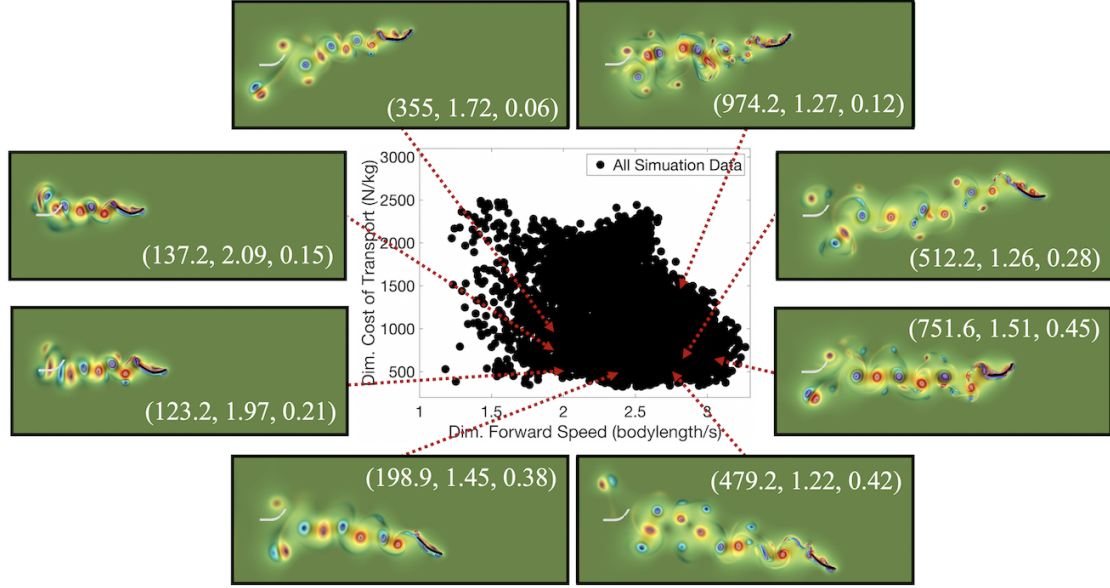 (355, 1.72, 0.06)
(974.2, 1.27, 0.12)
(137.2, 2.09, 0.15)
(512.2, 1.26, 0.28)
(123.2, 1.97, 0.21)
(751.6, 1.51, 0.45)
(198.9, 1.45, 0.38)
(479.2, 1.22, 0.42)
All Simuation Data
Dim. Cost of Transport (N/kg)
3000
2500
2000
1500
1000
500
1
1.5
2
2.5
3
Dim. Forward Speed (bodylength/s)